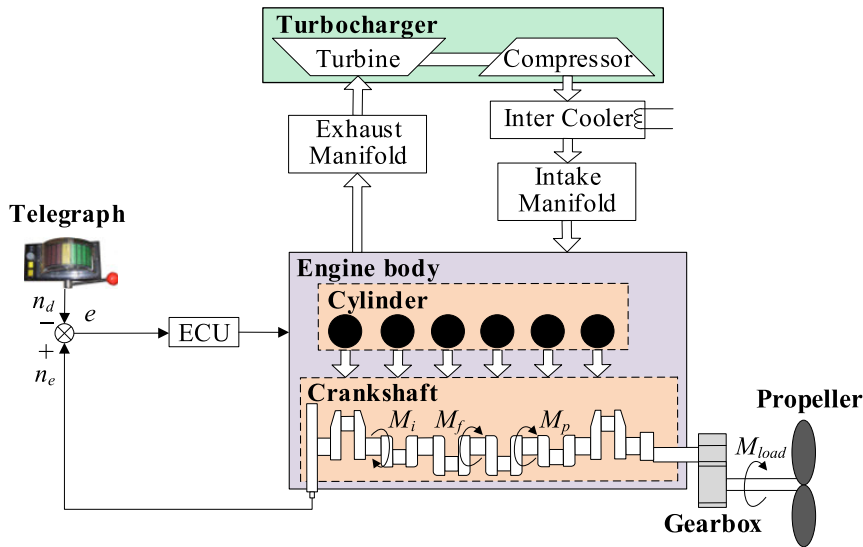 Turbocharger
Turbine
Compressor
Exhaust
Manifold
Inter Cooler
Intake
Manifold
Telegraph
Engine body
Cylinder
n_d
−
e
ECU
+
n_e
Crankshaft
M_i
M_f
M_p
Propeller
M_load
Gearbox